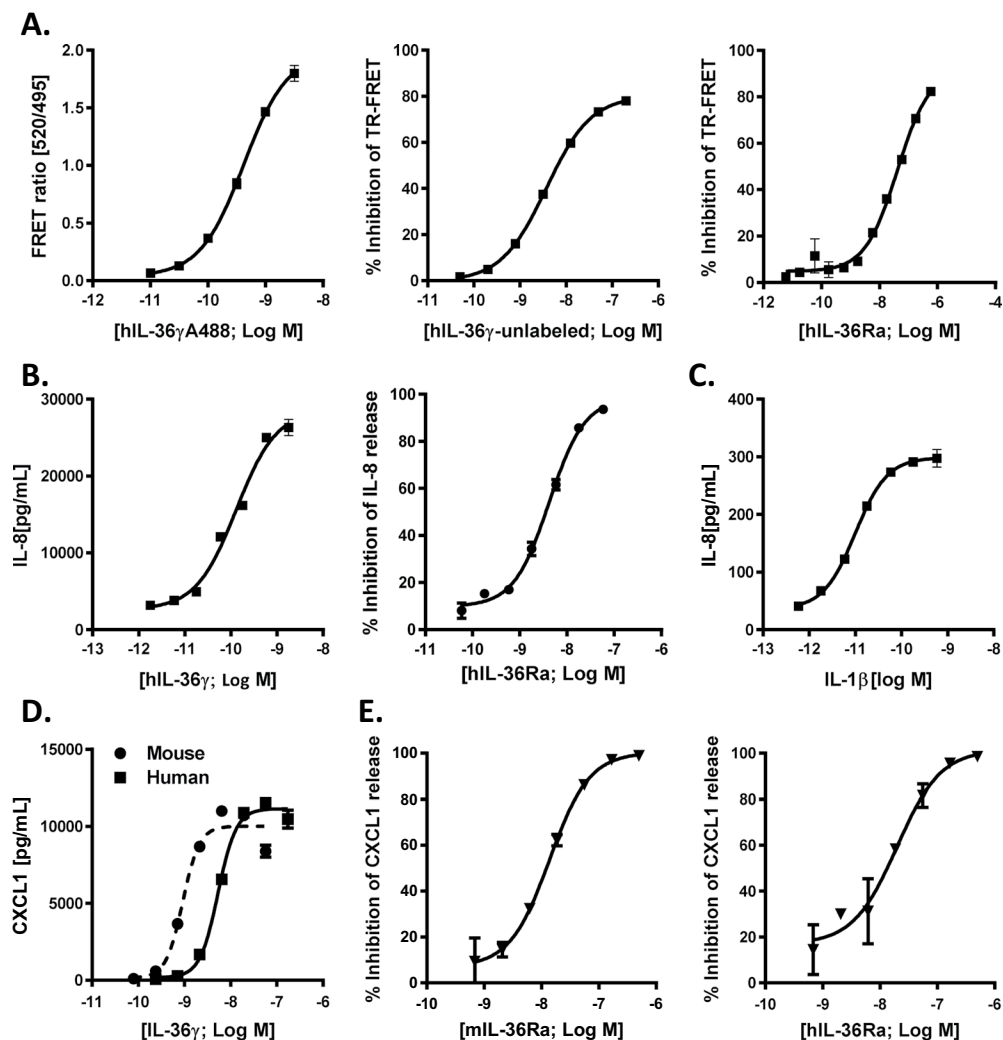 A.
FRET ratio [520/495]
2.0
1.5
1.0
0.5
0.0
-12 -11 -10 -9 -8
[hIL-36γA488; Log M]
% Inhibition of TR-FRET
100
80
60
40
20
0
-11 -10 -9 -8 -7 -6
[hIL-36γ-unlabeled; Log M]
% Inhibition of TR-FRET
100
80
60
40
20
0
-12 -10 -8 -6 -4
[hIL-36Ra; Log M]
B.
IL-8[pg/mL]
30000
20000
10000
0
-13 -12 -11 -10 -9 -8
[hIL-36γ; Log M]
% Inhibition of IL-8 release
100
80
60
40
20
0
-11 -10 -9 -8 -7 -6
[hIL-36Ra; Log M]
C.
IL-8[pg/mL]
400
300
200
100
0
-13 -12 -11 -10 -9 -8
IL-1β[log M]
D.
Mouse
Human
CXCL1 [pg/mL]
15000
10000
5000
0
-11 -10 -9 -8 -7 -6
[IL-36γ; Log M]
E.
% Inhibition of CXCL1 release
100
80
60
40
20
0
-10 -9 -8 -7 -6
[mIL-36Ra; Log M]
% Inhibition of CXCL1 release
100
80
60
40
20
0
-10 -9 -8 -7 -6
[hIL-36Ra; Log M]